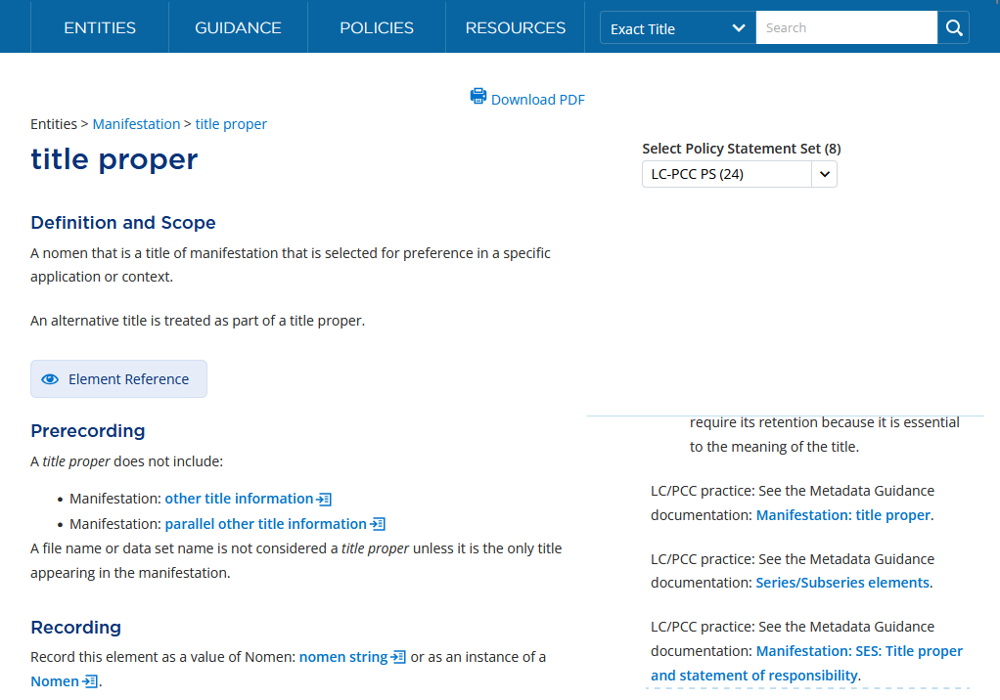 ENTITIES GUIDANCE POLICIES RESOURCES Exact Title Search
Download PDF
Entities > Manifestation > title proper
title proper
Definition and Scope
A nomen that is a title of manifestation that is selected for preference in a specific
application or context.
An alternative title is treated as part of a title proper.
Element Reference
Prerecording
A title proper does not include:
• Manifestation: other title information
• Manifestation: parallel other title information
A file name or data set name is not considered a title proper unless it is the only title
appearing in the manifestation.
Recording
Record this element as a value of Nomen: nomen string or as an instance of a
Nomen.
Select Policy Statement Set (8)
LC-PCC PS (24)
require its retention because it is essential
to the meaning of the title.
LC/PCC practice: See the Metadata Guidance
documentation: Manifestation: title proper.
LC/PCC practice: See the Metadata Guidance
documentation: Series/Subseries elements.
LC/PCC practice: See the Metadata Guidance
documentation: Manifestation: SES: Title proper
and statement of responsibility.